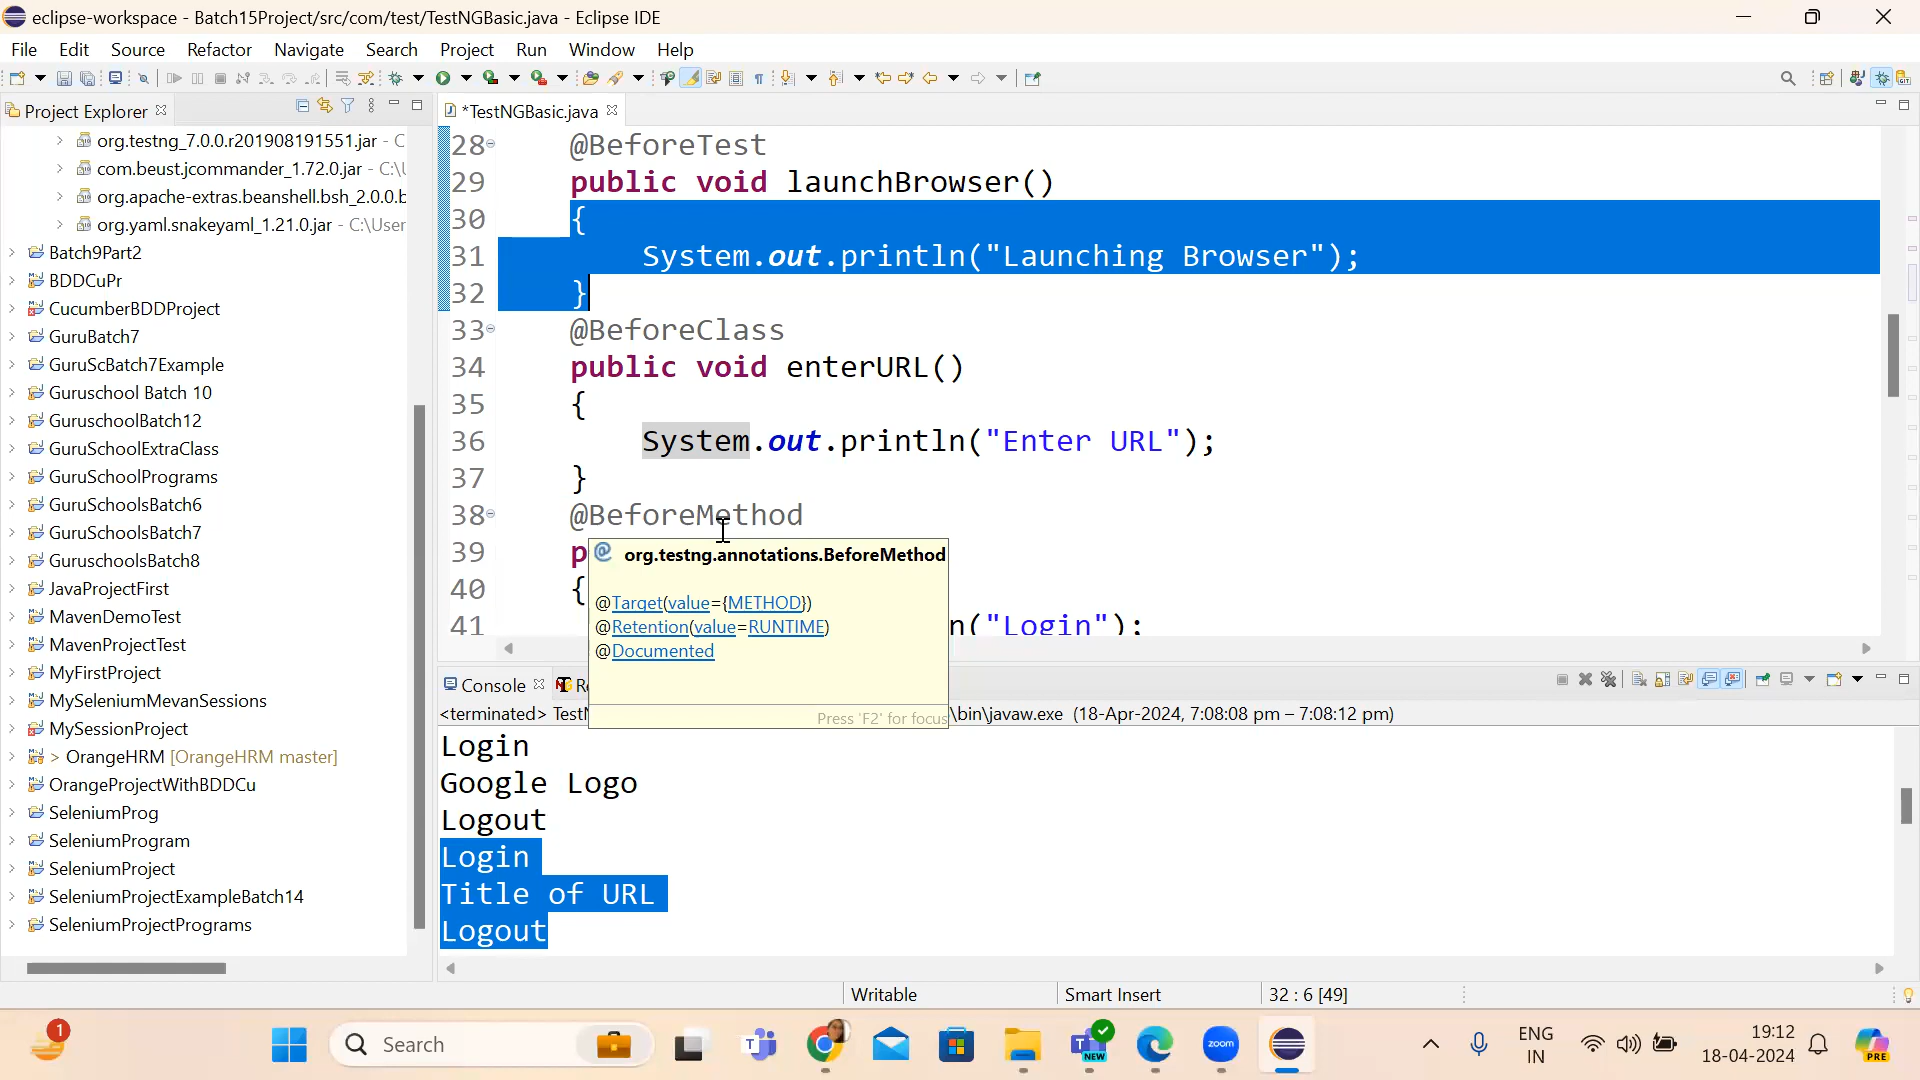 eclipse-workspace - Batch15Project/src/com/test/TestNGBasic.java - Eclipse IDE
File Edit Source Refactor Navigate Search Project Run Window Help
Project Explorer
*TestNGBasic.java
org.testng_7.0.0.r201908191551.jar - C
com.beust.jcommander_1.72.0.jar - C:\U
org.apache-extras.beanshell.bsh_2.0.0.b
org.yaml.snakeyaml_1.21.0.jar - C:\User
Batch9Part2
BDDCuPr
CucumberBDDProject
GuruBatch7
GuruScBatch7Example
Guruschool Batch 10
GuruschoolBatch12
GuruSchoolExtraClass
GuruSchoolPrograms
GuruSchoolsBatch6
GuruSchoolsBatch7
GuruschoolsBatch8
JavaProjectFirst
MavenDemoTest
MavenProjectTest
MyFirstProject
MySeleniumMevanSessions
MySessionProject
> OrangeHRM [OrangeHRM master]
OrangeProjectWithBDDCu
SeleniumProg
SeleniumProgram
SeleniumProject
SeleniumProjectExampleBatch14
SeleniumProjectPrograms
28 @BeforeTest
29 public void launchBrowser()
30 {
31 System.out.println("Launching Browser");
32 }
33 @BeforeClass
34 public void enterURL()
35 {
36 System.out.println("Enter URL");
37 }
38 @BeforeMethod
39 p
40 {
41 n("Login");
@ org.testng.annotations.BeforeMethod
@Target(value={METHOD})
@Retention(value=RUNTIME)
@Documented
Press 'F2' for focus
Console Re
<terminated> TestN \bin\javaw.exe (18-Apr-2024, 7:08:08 pm – 7:08:12 pm)
Login
Google Logo
Logout
Login
Title of URL
Logout
Writable Smart Insert 32 : 6 [49]
1
Search
NEW
zoom
ENG
IN
19:12
18-04-2024
PRE